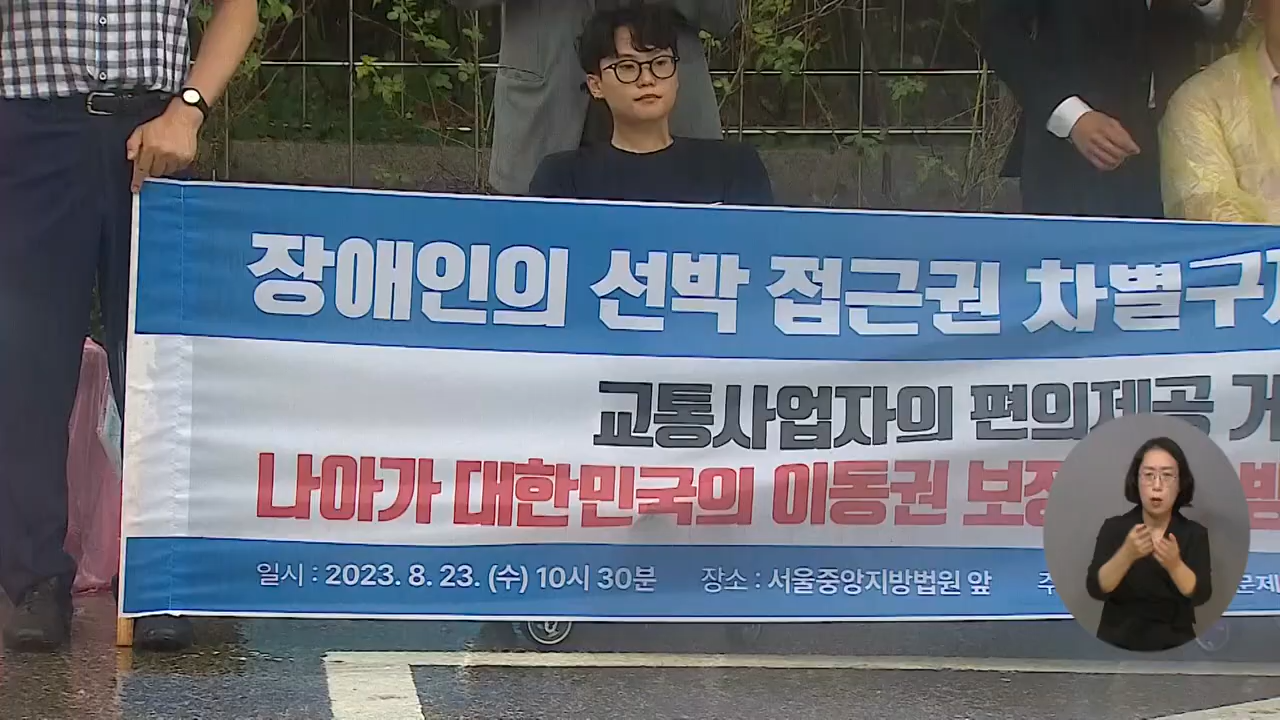 장애인의 선박 접근권 차별구
교통사업자의 편의제공 거
나아가 대한민국의 이동권 보장
일시 : 2023. 8. 23. (수) 10시 30분 장소 : 서울중앙지방법원 앞 주 문제